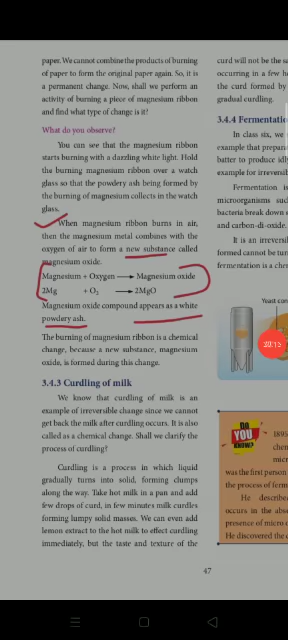 paper. We cannot combine the products of burning
of paper to form the original paper again. So, it is
a permanent change. Now, shall we perform an
activity of burning a piece of magnesium ribbon
and find what type of change is it?
What do you observe?
You can see that the magnesium ribbon
starts burning with a dazzling white light. Hold
the burning magnesium ribbon over a watch
glass so that the powdery ash being formed by
the burning of magnesium collects in the watch
glass.
When magnesium ribbon burns in air,
then the magnesium metal combines with the
oxygen of air to form a new substance called
magnesium oxide.
Magnesium + Oxygen ⟶ Magnesium oxide
2Mg + O₂ ⟶ 2MgO
Magnesium oxide compound appears as a white
powdery ash.
The burning of magnesium ribbon is a chemical
change, because a new substance, magnesium
oxide, is formed during this change.
3.4.3 Curdling of milk
We know that curdling of milk is an
example of irreversible change since we cannot
get back the milk after curdling occurs. It is also
called as a chemical change. Shall we clarify the
process of curdling?
Curdling is a process in which liquid
gradually turns into solid, forming clumps
along the way. Take hot milk in a pan and add
few drops of curd, in few minutes milk curdles
forming lumpy solid masses. We can even add
lemon extract to the hot milk to effect curdling
immediately, but the taste and texture of the
curd will not be the sa
occurring in a few h
the curd formed by
gradual curdling.
3.4.4 Fermentatio
In class six, we
example that prepara
batter to produce idly
example for irreversib
Fermentation is
microorganisms suc
bacteria break down s
and carbon-di-oxide.
It is an irreversib
formed cannot be turn
fermentation is a chem
Yeast con
20:15
DO
YOU
KNOW?
1895
chem
micr
was the first person
the process of ferme
He describe
occurs in the abse
presence of micro o
He discovered the c
47